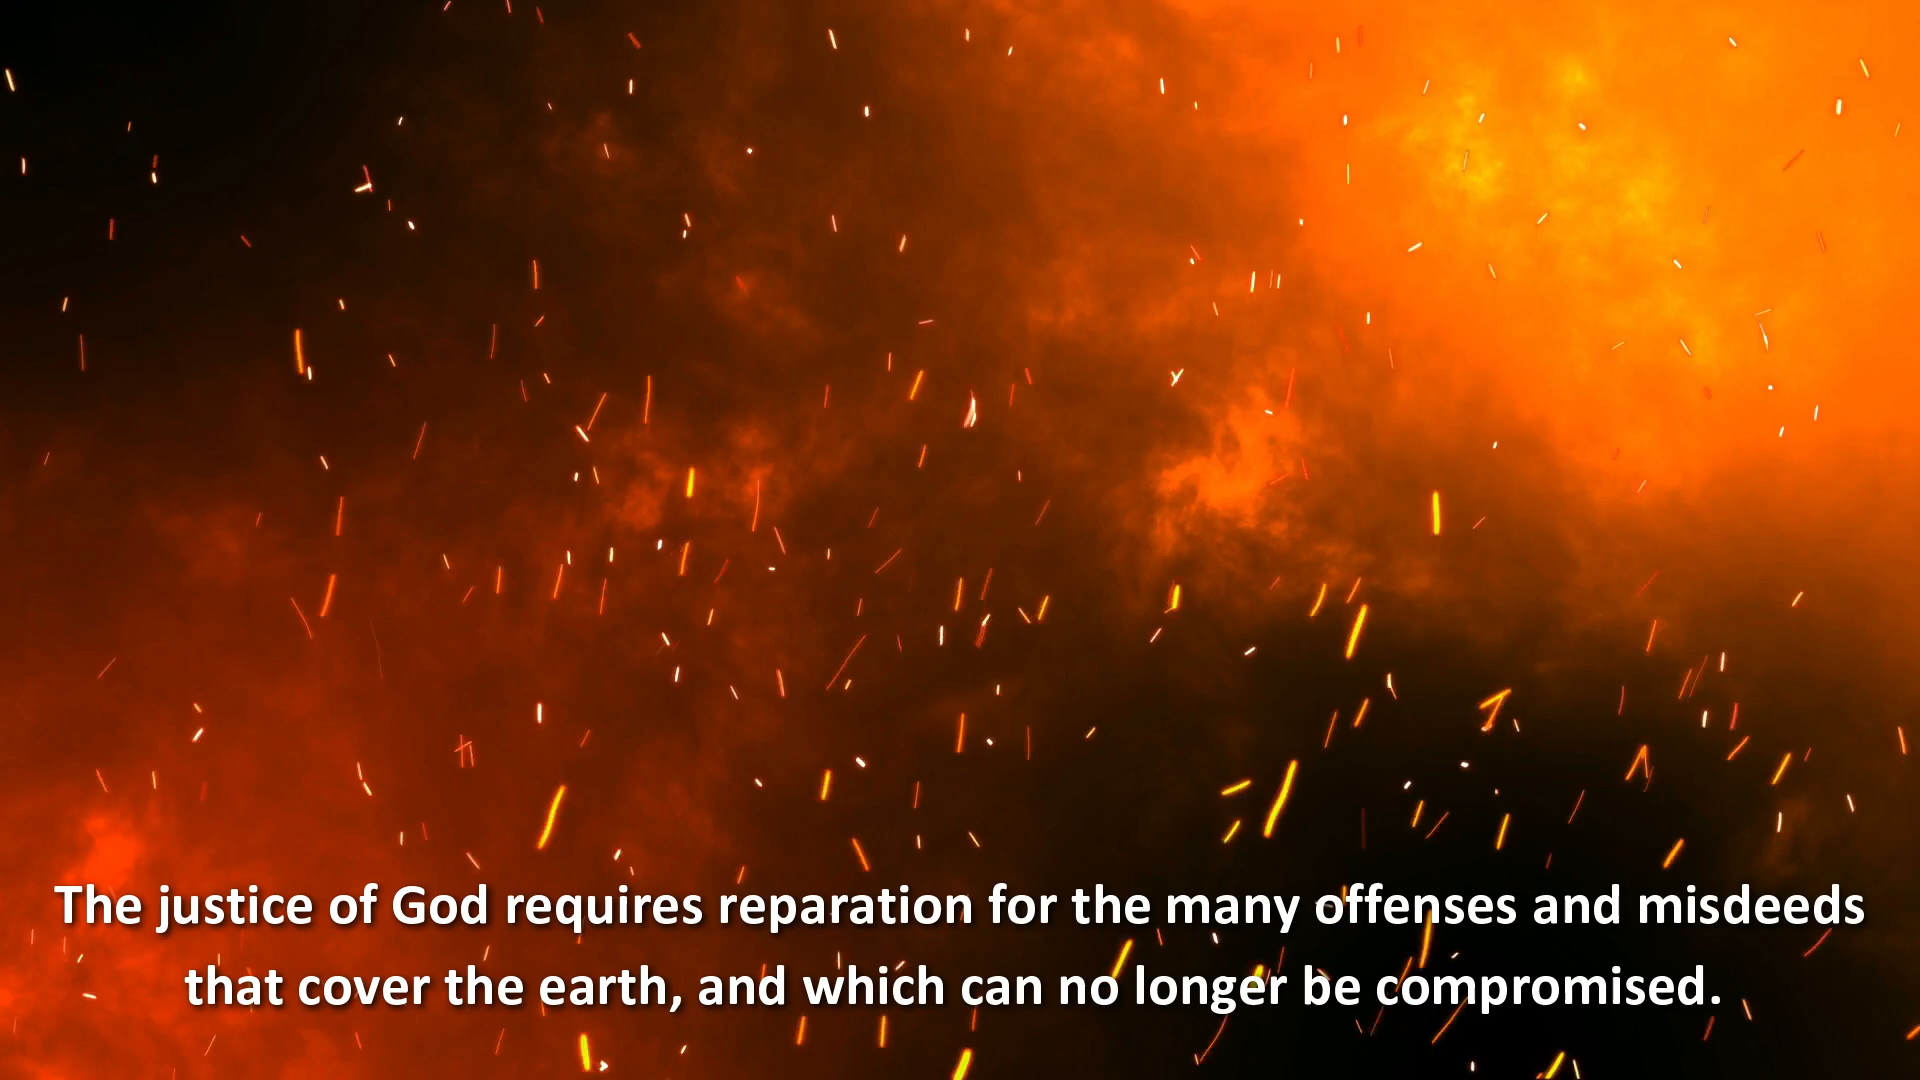 The justice of God requires reparation for the many offenses and misdeeds
that cover the earth, and which can no longer be compromised.